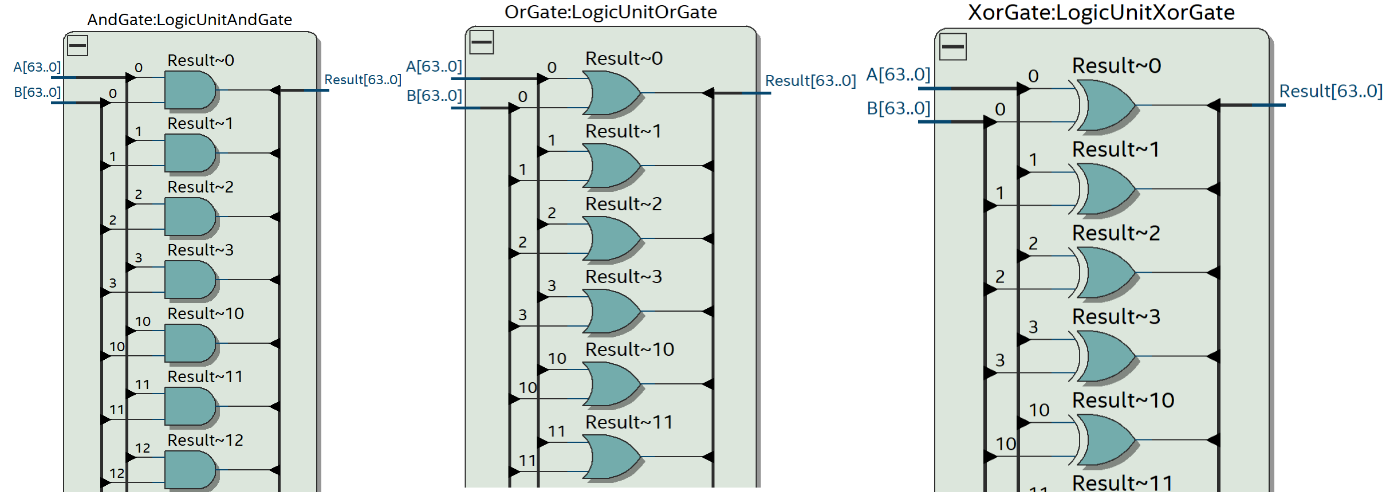 AndGate:LogicUnitAndGate
A[63..0]
B[63..0]
Result[63..0]
0
Result~0
0
1
Result~1
1
2
Result~2
2
3
Result~3
3
10
Result~10
10
11
Result~11
11
12
Result~12
12
OrGate:LogicUnitOrGate
A[63..0]
B[63..0]
Result[63..0]
0
Result~0
0
1
Result~1
1
2
Result~2
2
3
Result~3
3
10
Result~10
10
11
Result~11
11
XorGate:LogicUnitXorGate
A[63..0]
B[63..0]
Result[63..0]
0
Result~0
0
1
Result~1
1
2
Result~2
2
3
Result~3
3
10
Result~10
10
11
Result~11